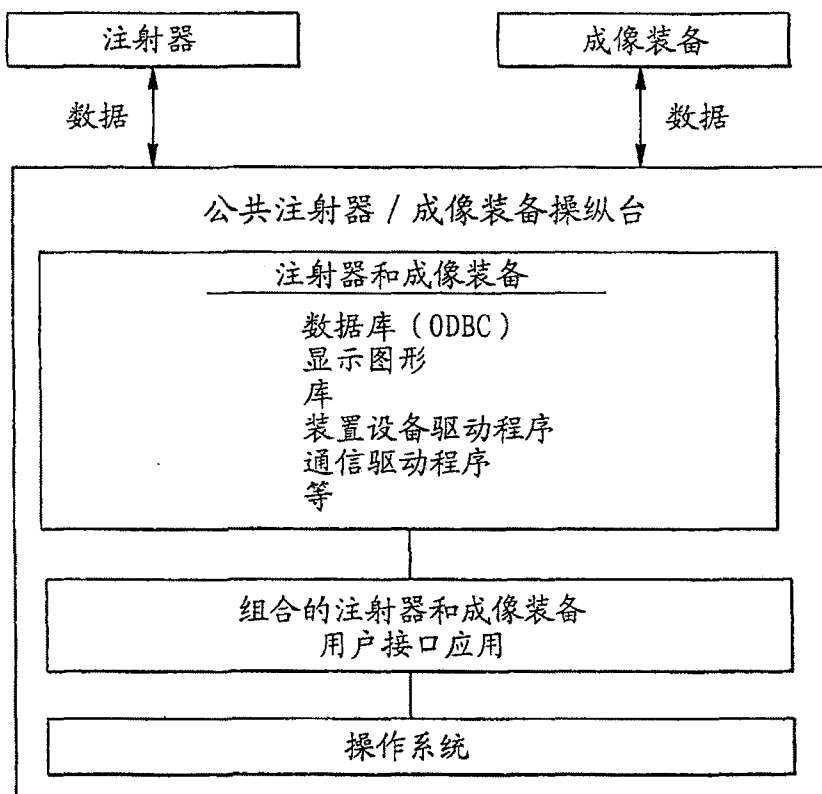 注射器
成像装备
数据
数据
公共注射器/成像装备操纵台
注射器和成像装备
数据库(ODBC)
显示图形
库
装置设备驱动程序
通信驱动程序
等
组合的注射器和成像装备
用户接口应用
操作系统